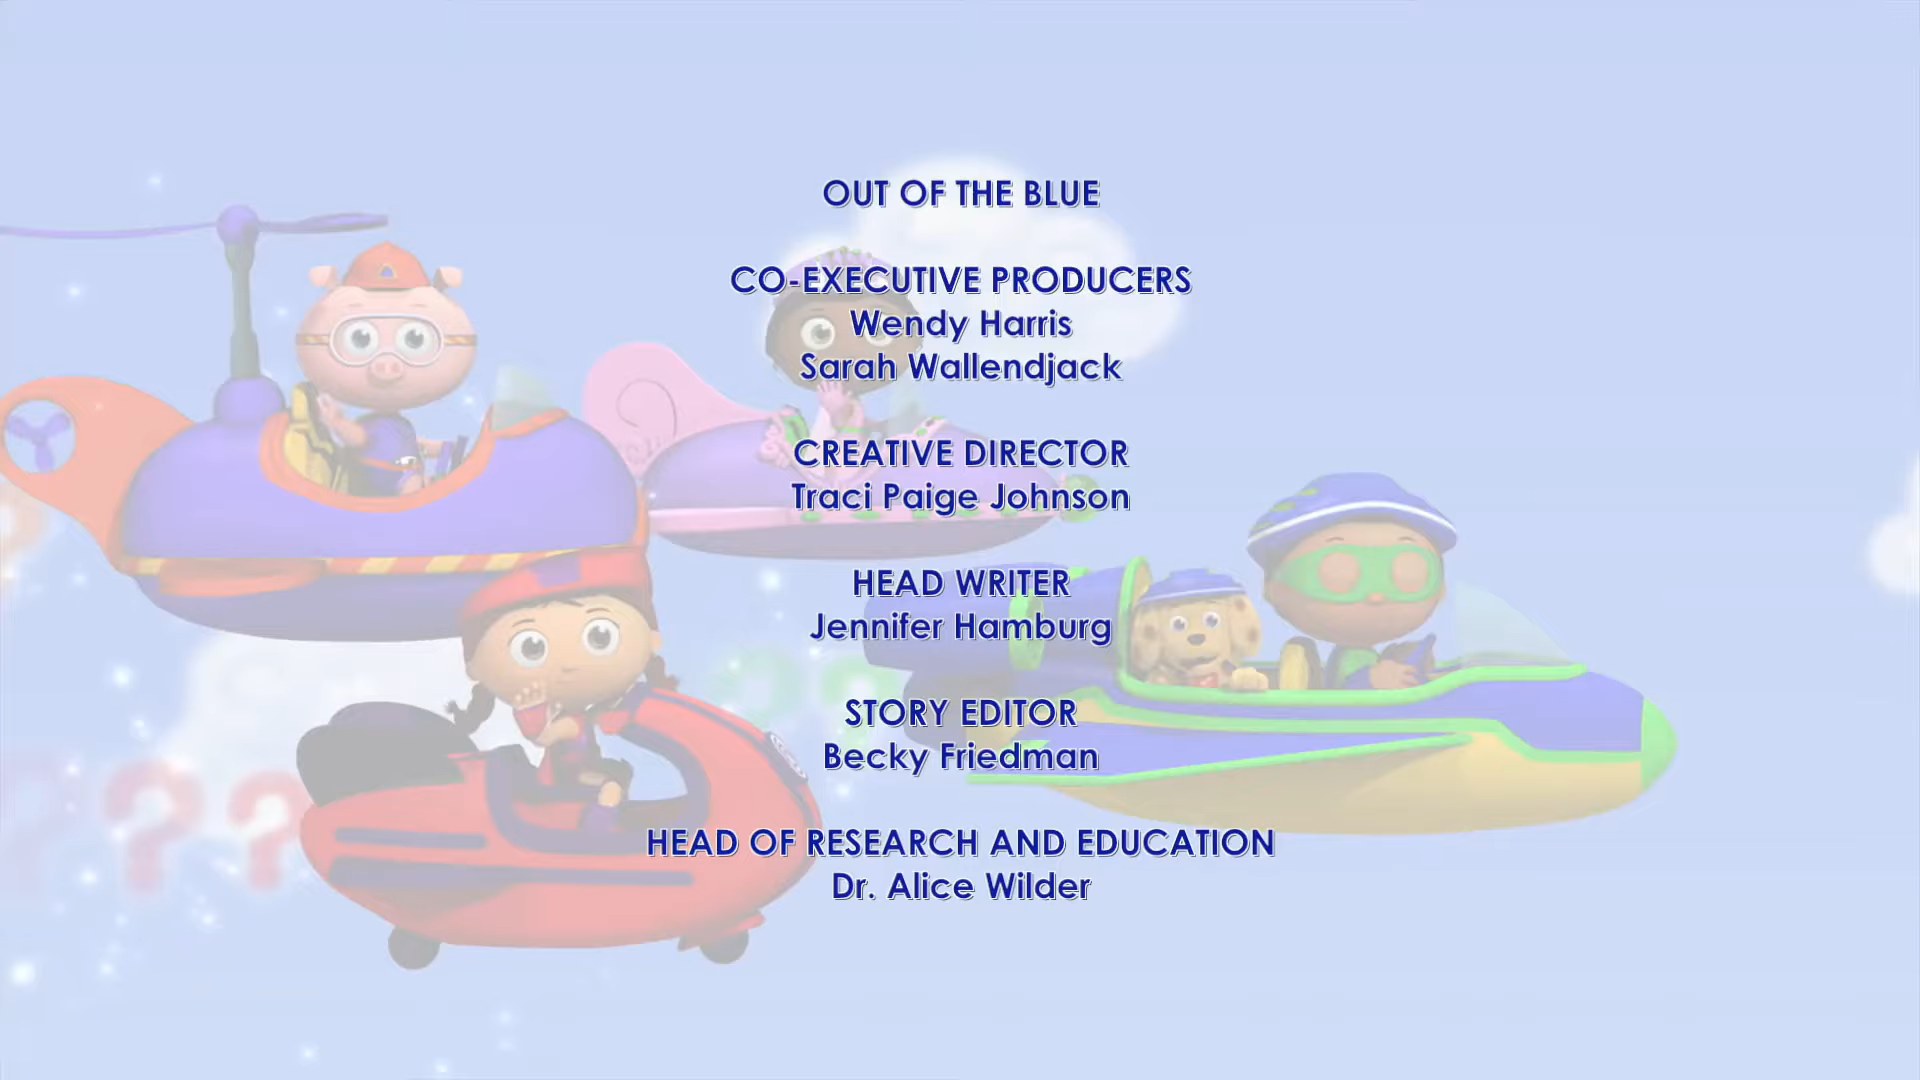 OUT OF THE BLUE
CO-EXECUTIVE PRODUCERS
Wendy Harris
Sarah Wallendjack
CREATIVE DIRECTOR
Traci Paige Johnson
HEAD WRITER
Jennifer Hamburg
STORY EDITOR
Becky Friedman
HEAD OF RESEARCH AND EDUCATION
Dr. Alice Wilder
? ?
? ? ?